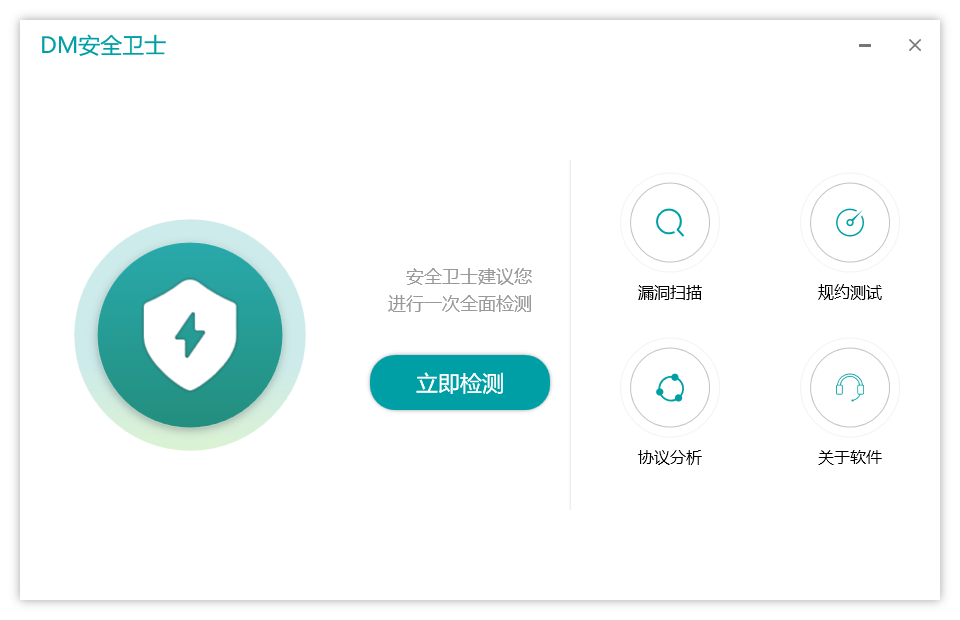 DM安全卫士
安全卫士建议您
进行一次全面检测
立即检测
漏洞扫描
规约测试
协议分析
关于软件